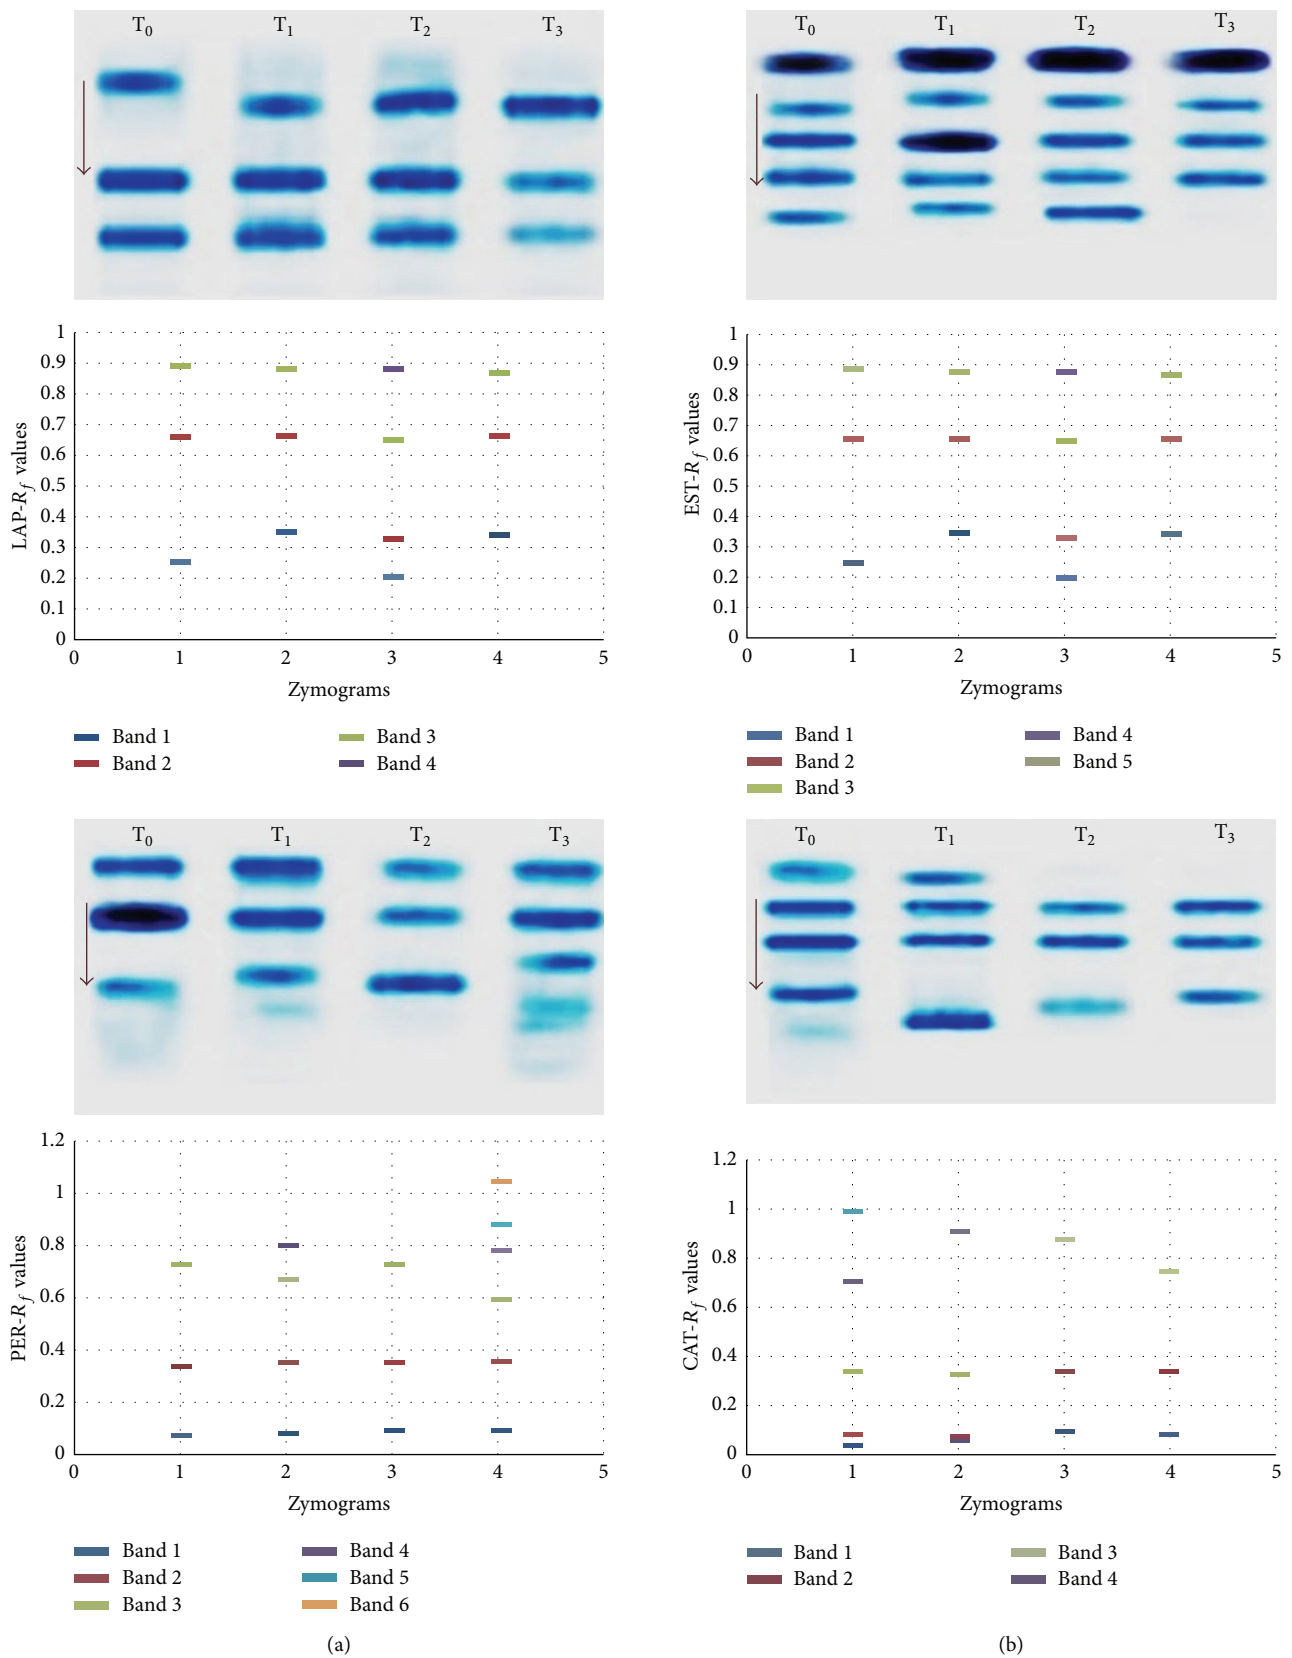 T0 T1 T2 T3
1
0.9
0.8
0.7
0.6
0.5
0.4
0.3
0.2
0.1
0
LAP-Rf values
0 1 2 3 4 5
Zymograms
Band 1 Band 3
Band 2 Band 4
T0 T1 T2 T3
1
0.9
0.8
0.7
0.6
0.5
0.4
0.3
0.2
0.1
0
EST-Rf values
0 1 2 3 4 5
Zymograms
Band 1 Band 4
Band 2 Band 5
Band 3
T0 T1 T2 T3
1.2
1
0.8
0.6
0.4
0.2
0
PER-Rf values
0 1 2 3 4 5
Zymograms
Band 1 Band 4
Band 2 Band 5
Band 3 Band 6
(a)
T0 T1 T2 T3
1.2
1
0.8
0.6
0.4
0.2
0
CAT-Rf values
0 1 2 3 4 5
Zymograms
Band 1 Band 3
Band 2 Band 4
(b)